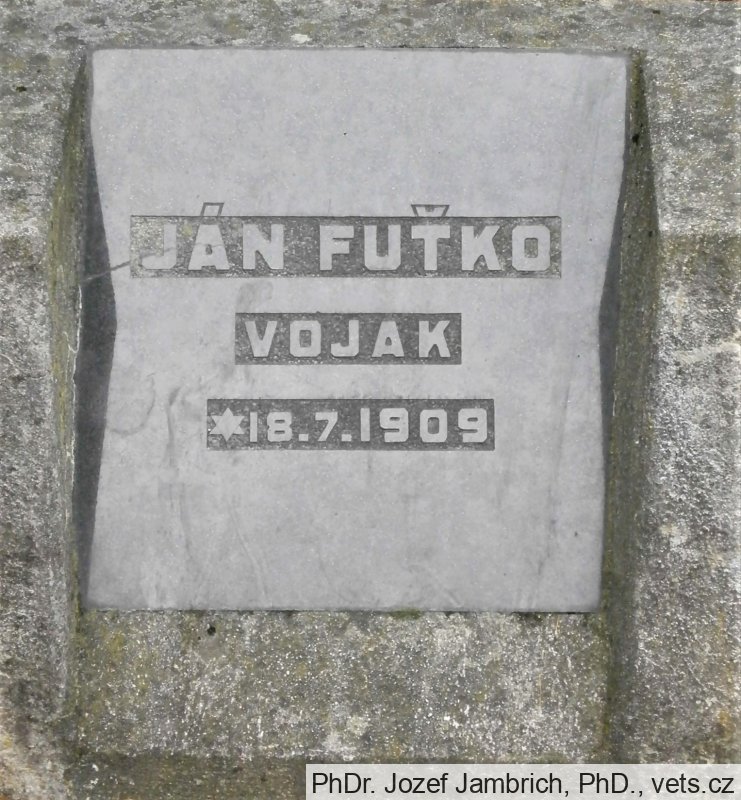 JÁN FUŤKO
VOJAK
✶18.7.1909
PhDr. Jozef Jambrich, PhD., vets.cz